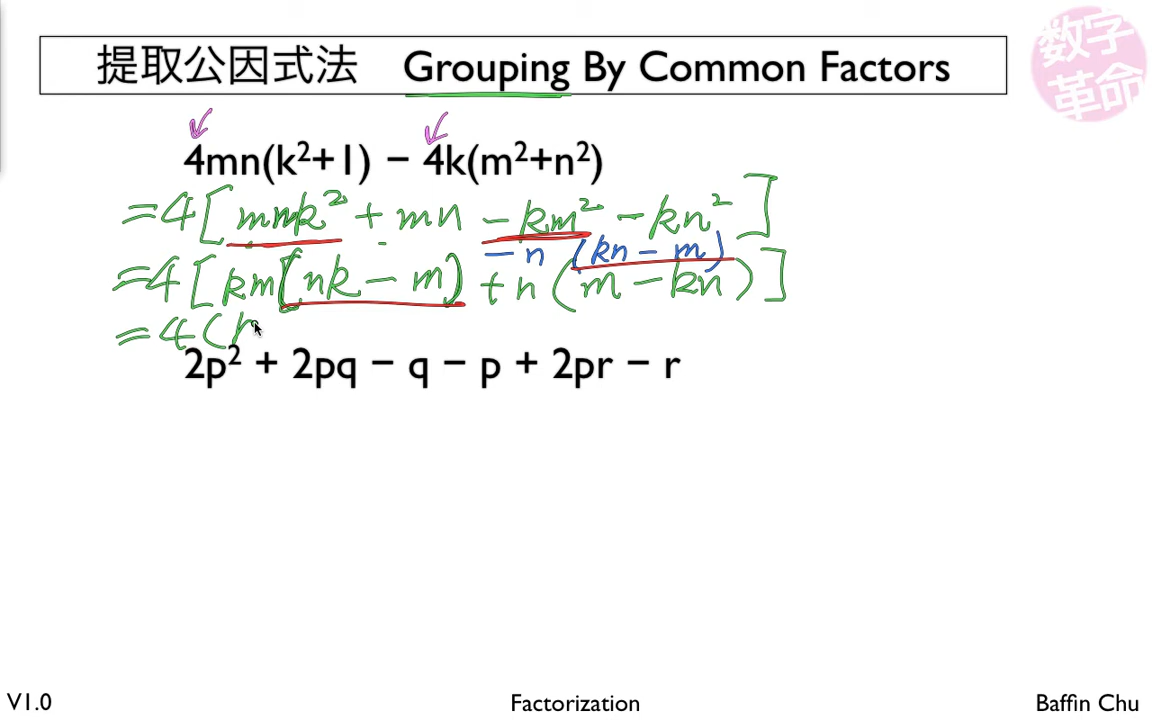 数字
革命
提取公因式法 Grouping By Common Factors
4mn(k²+1) − 4k(m²+n²)
=4[mnk² + mn − km² − kn²]
−n (kn − m)
=4[km(nk − m) + n(m − kn)]
=4(
2p² + 2pq − q − p + 2pr − r
V1.0 Factorization Baffin Chu